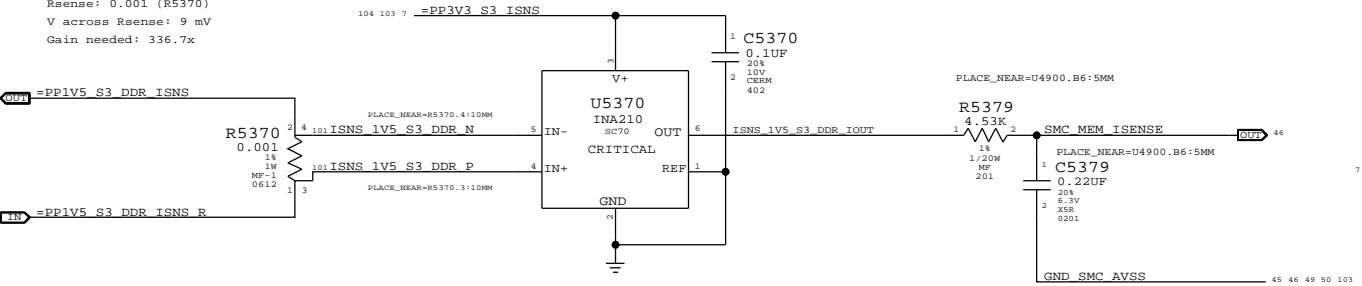 Rsense: 0.001 (R5370)
V across Rsense: 9 mV
Gain needed: 336.7x
104 103 7 =PP3V3_S3_ISNS
1 C5370
0.1UF
20%
10V
2 CERM
402
3
V+
OUT =PP1V5_S3_DDR_ISNS
PLACE_NEAR=U4900.B6:5MM
U5370
INA210
SC70
CRITICAL
PLACE_NEAR=R5370.4:10MM
R5379
4.53K
R5370
0.001
1%
1W
MF-1
0612
2 4
101 ISNS_1V5_S3_DDR_N 5 IN-
OUT 6 ISNS_1V5_S3_DDR_IOUT
1 2
1%
1/20W
MF
201
SMC_MEM_ISENSE OUT 46
PLACE_NEAR=U4900.B6:5MM
101 ISNS_1V5_S3_DDR_P 4 IN+
REF 1
1 C5379
0.22UF
20%
6.3V
2 X5R
0201
7
1 3
PLACE_NEAR=R5370.3:10MM
GND
2
IN =PP1V5_S3_DDR_ISNS_R
GND_SMC_AVSS 45 46 49 50 103